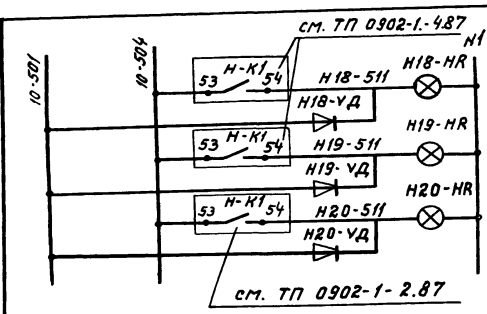 см. ТП 0902-1.-4.87
10-501
10-504
N1
53 Н-К1 54
Н18-511
Н18-HR
Н18-VД
53 Н-К1 54
Н19-511
Н19-HR
Н19-VД
53 Н-К1 54
Н20-511
Н20-HR
Н20-VД
см. ТП 0902-1-2.87